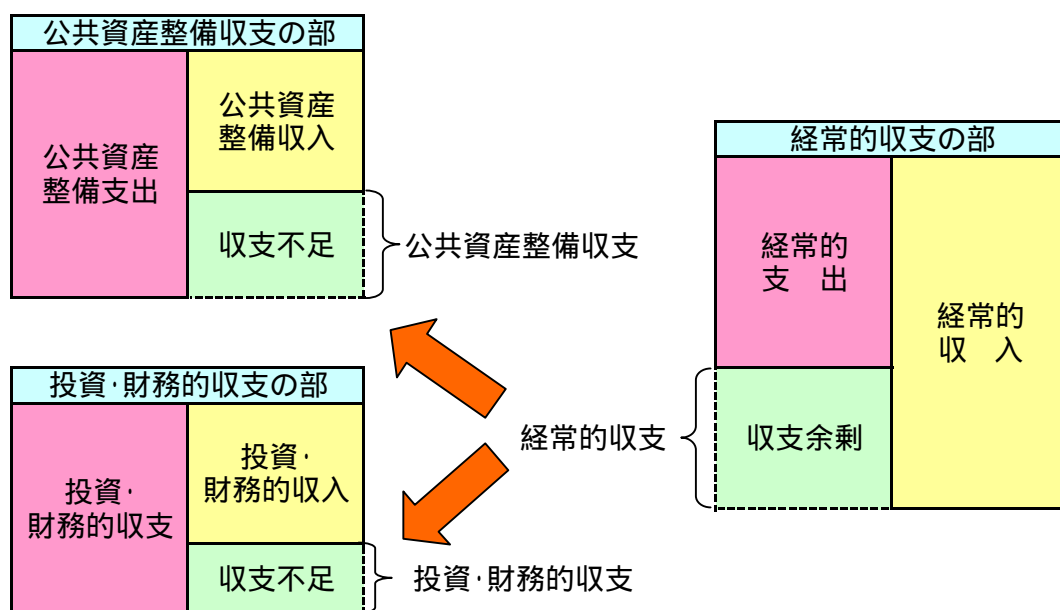 公共資産整備収支の部
公共資産
整備支出
公共資産
整備収入
収支不足
公共資産整備収支
投資・財務的収支の部
投資・
財務的収支
投資・
財務的収入
収支不足
投資・財務的収支
経常的収支
経常的収支の部
経常的
支　出
収支余剰
経常的
収　入